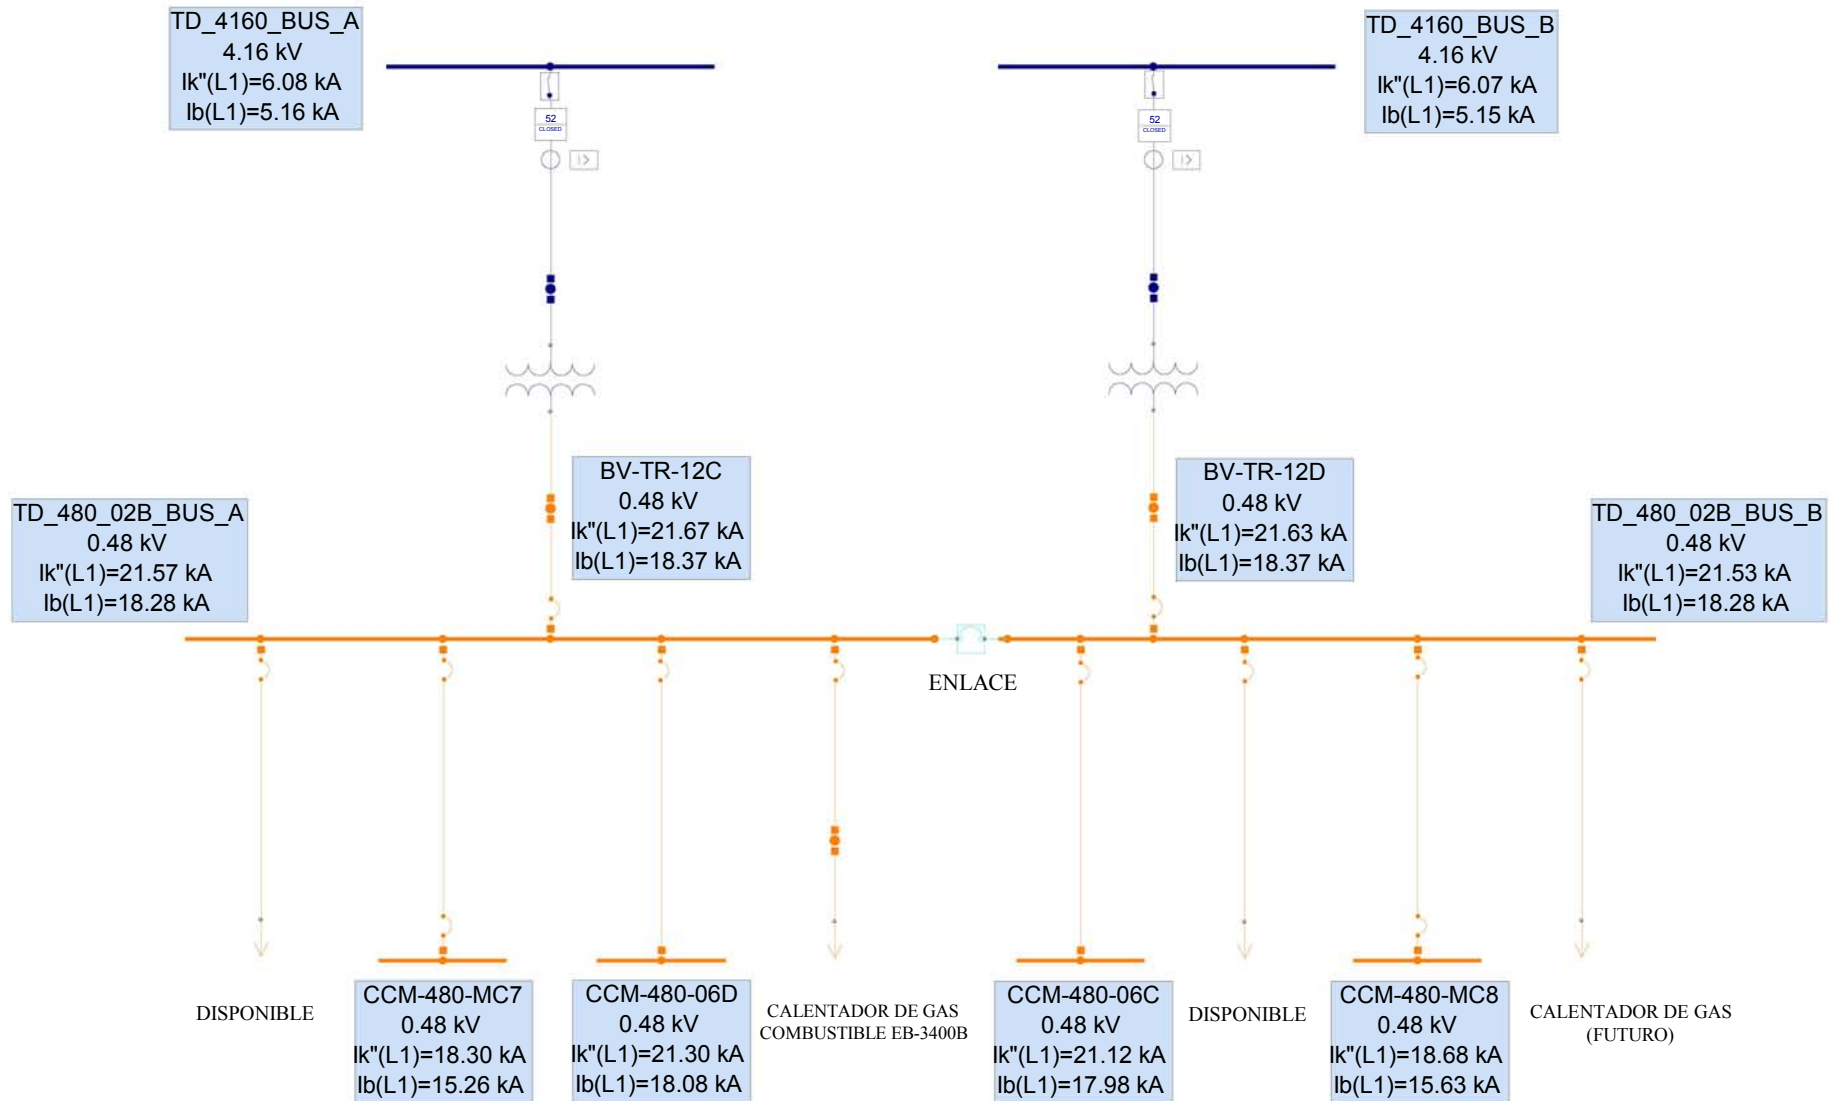 TD_4160_BUS_A
4.16 kV
Ik"(L1)=6.08 kA
Ib(L1)=5.16 kA
TD_4160_BUS_B
4.16 kV
Ik"(L1)=6.07 kA
Ib(L1)=5.15 kA
52
CLOSED
I>
52
CLOSED
I>
BV-TR-12C
0.48 kV
Ik"(L1)=21.67 kA
Ib(L1)=18.37 kA
BV-TR-12D
0.48 kV
Ik"(L1)=21.63 kA
Ib(L1)=18.37 kA
TD_480_02B_BUS_A
0.48 kV
Ik"(L1)=21.57 kA
Ib(L1)=18.28 kA
TD_480_02B_BUS_B
0.48 kV
Ik"(L1)=21.53 kA
Ib(L1)=18.28 kA
ENLACE
DISPONIBLE
CCM-480-MC7
0.48 kV
Ik"(L1)=18.30 kA
Ib(L1)=15.26 kA
CCM-480-06D
0.48 kV
Ik"(L1)=21.30 kA
Ib(L1)=18.08 kA
CALENTADOR DE GAS
COMBUSTIBLE EB-3400B
CCM-480-06C
0.48 kV
Ik"(L1)=21.12 kA
Ib(L1)=17.98 kA
DISPONIBLE
CCM-480-MC8
0.48 kV
Ik"(L1)=18.68 kA
Ib(L1)=15.63 kA
CALENTADOR DE GAS
(FUTURO)